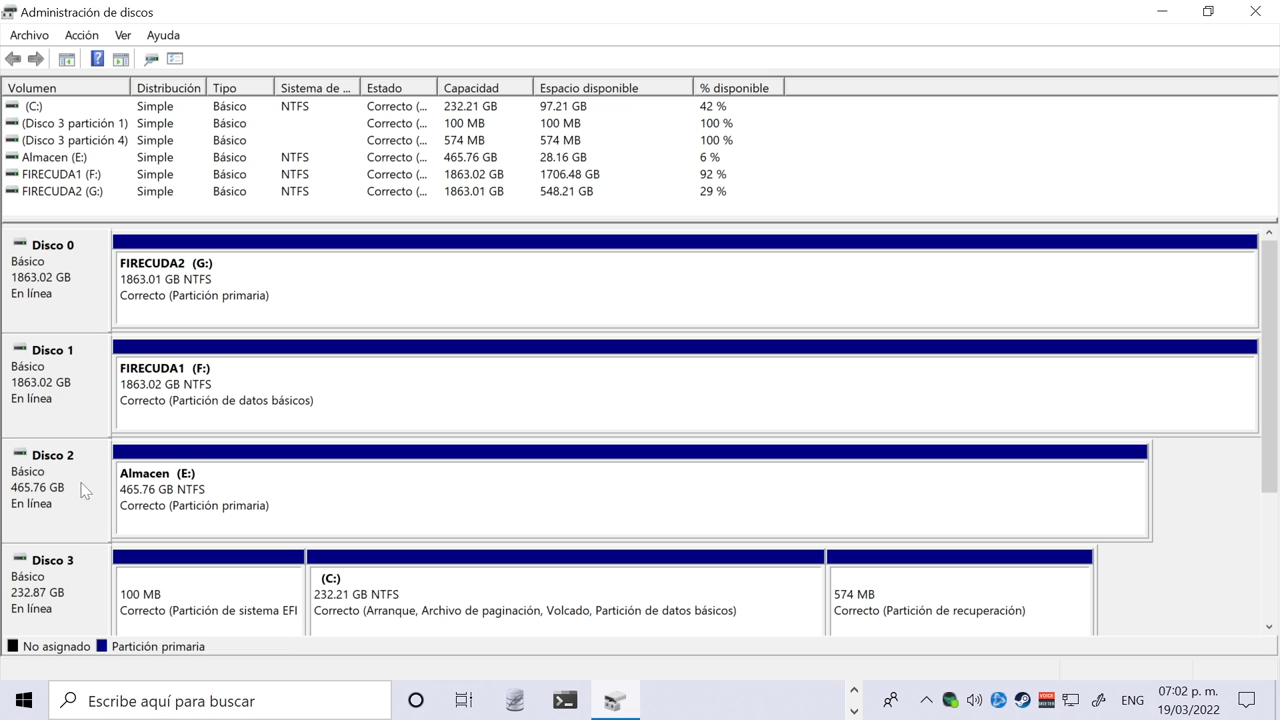 Administración de discos
Archivo Acción Ver Ayuda
Volumen Distribución Tipo Sistema de ... Estado Capacidad Espacio disponible % disponible
(C:) Simple Básico NTFS Correcto (... 232.21 GB 97.21 GB 42 %
(Disco 3 partición 1) Simple Básico Correcto (... 100 MB 100 MB 100 %
(Disco 3 partición 4) Simple Básico Correcto (... 574 MB 574 MB 100 %
Almacen (E:) Simple Básico NTFS Correcto (... 465.76 GB 28.16 GB 6 %
FIRECUDA1 (F:) Simple Básico NTFS Correcto (... 1863.02 GB 1706.48 GB 92 %
FIRECUDA2 (G:) Simple Básico NTFS Correcto (... 1863.01 GB 548.21 GB 29 %
Disco 0
Básico
1863.02 GB
En línea
FIRECUDA2 (G:)
1863.01 GB NTFS
Correcto (Partición primaria)
Disco 1
Básico
1863.02 GB
En línea
FIRECUDA1 (F:)
1863.02 GB NTFS
Correcto (Partición de datos básicos)
Disco 2
Básico
465.76 GB
En línea
Almacen (E:)
465.76 GB NTFS
Correcto (Partición primaria)
Disco 3
Básico
232.87 GB
En línea
100 MB
Correcto (Partición de sistema EFI
(C:)
232.21 GB NTFS
Correcto (Arranque, Archivo de paginación, Volcado, Partición de datos básicos)
574 MB
Correcto (Partición de recuperación)
No asignado Partición primaria
Escribe aquí para buscar
ENG
07:02 p. m.
19/03/2022